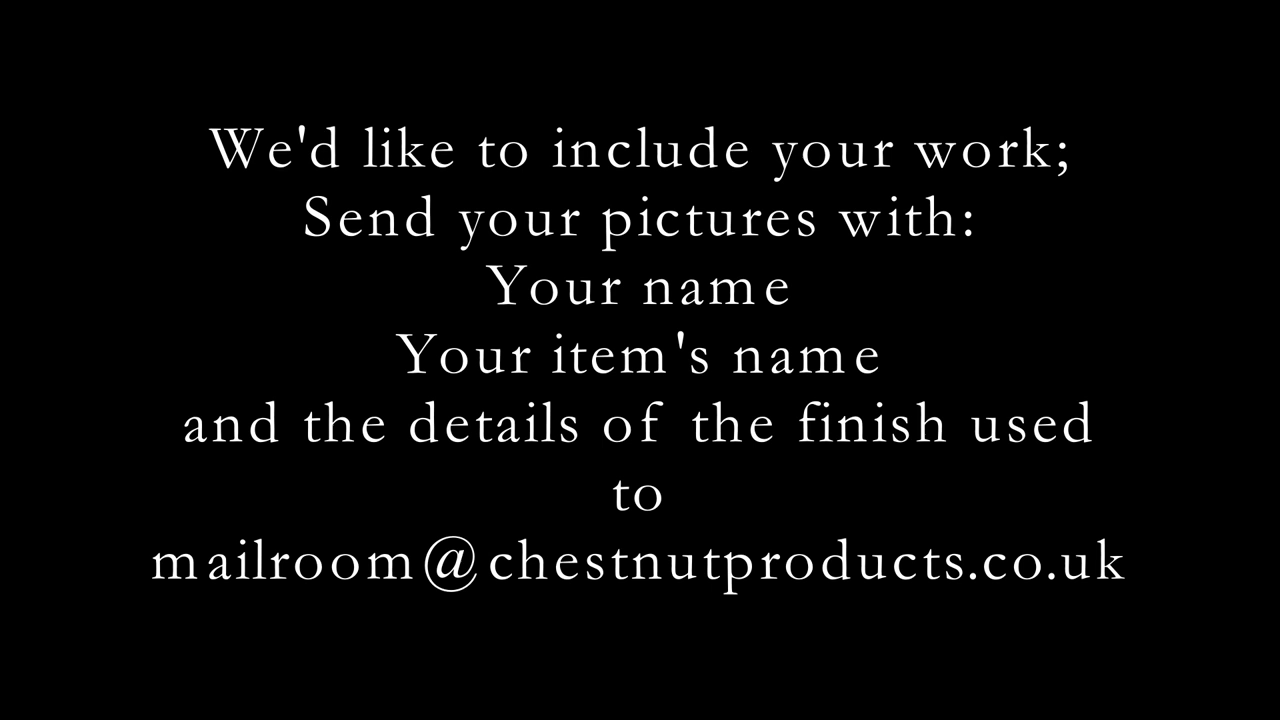 We'd like to include your work;
Send your pictures with:
Your name
Your item's name
and the details of the finish used
to
mailroom@chestnutproducts.co.uk